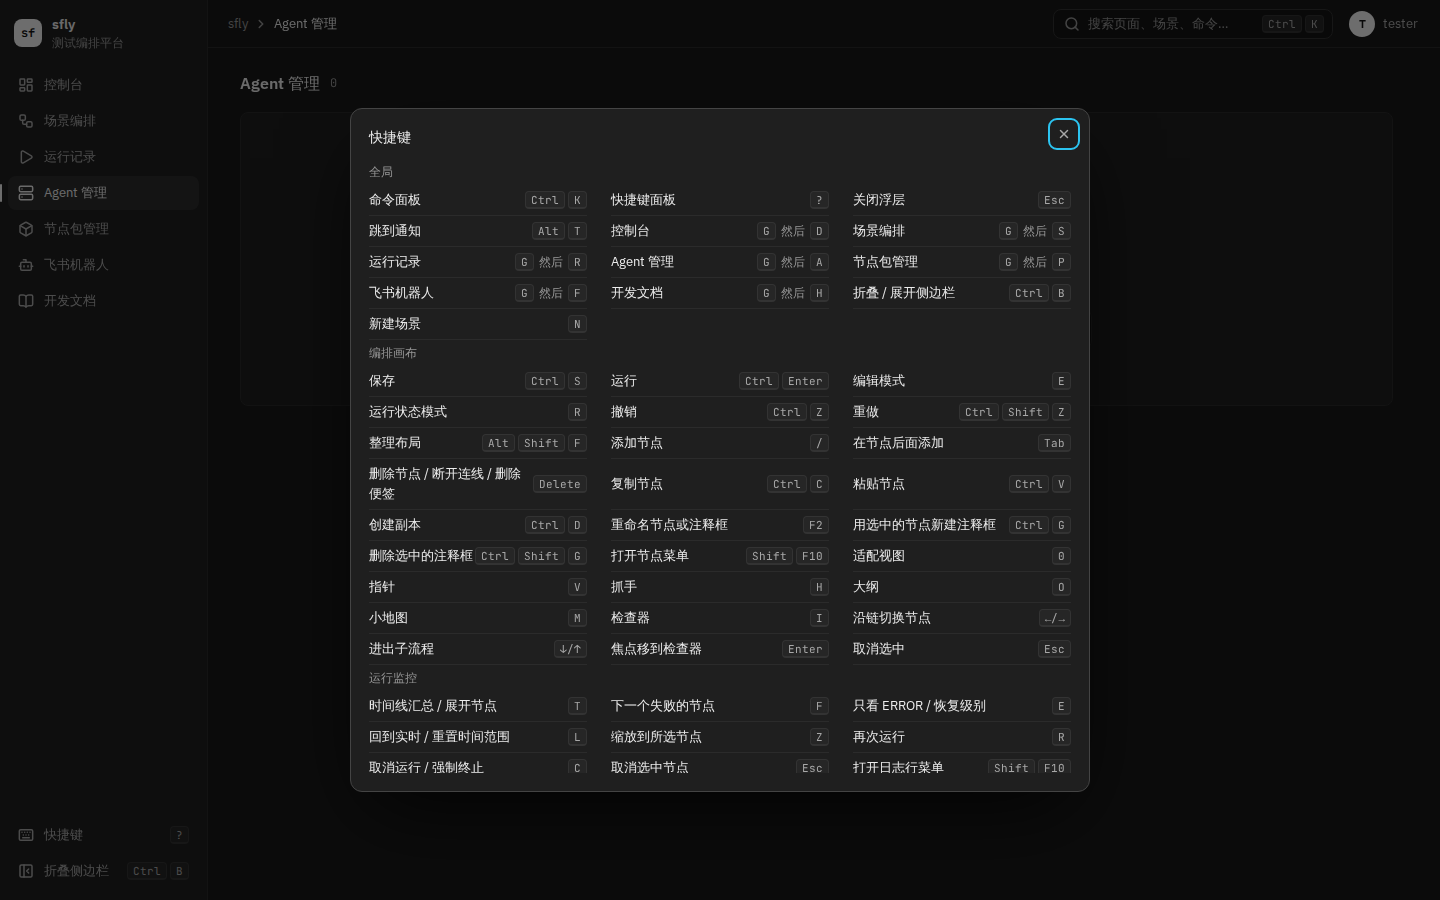 sf
sfly
测试编排平台
sfly > Agent 管理
搜索页面、场景、命令... Ctrl K
T tester
控制台
场景编排
运行记录
Agent 管理
节点包管理
飞书机器人
开发文档
快捷键 ?
折叠侧边栏 Ctrl B
Agent 管理 0
快捷键
全局
命令面板 Ctrl K
快捷键面板 ?
关闭浮层 Esc
跳到通知 Alt T
控制台 G 然后 D
场景编排 G 然后 S
运行记录 G 然后 R
Agent 管理 G 然后 A
节点包管理 G 然后 P
飞书机器人 G 然后 F
开发文档 G 然后 H
折叠 / 展开侧边栏 Ctrl B
新建场景 N
编排画布
保存 Ctrl S
运行 Ctrl Enter
编辑模式 E
运行状态模式 R
撤销 Ctrl Z
重做 Ctrl Shift Z
整理布局 Alt Shift F
添加节点 /
在节点后面添加 Tab
删除节点 / 断开连线 / 删除
便签 Delete
复制节点 Ctrl C
粘贴节点 Ctrl V
创建副本 Ctrl D
重命名节点或注释框 F2
用选中的节点新建注释框 Ctrl G
删除选中的注释框 Ctrl Shift G
打开节点菜单 Shift F10
适配视图 0
指针 V
抓手 H
大纲 O
小地图 M
检查器 I
沿链切换节点 ←/→
进出子流程 ↓/↑
焦点移到检查器 Enter
取消选中 Esc
运行监控
时间线汇总 / 展开节点 T
下一个失败的节点 F
只看 ERROR / 恢复级别 E
回到实时 / 重置时间范围 L
缩放到所选节点 Z
再次运行 R
取消运行 / 强制终止 C
取消选中节点 Esc
打开日志行菜单 Shift F10